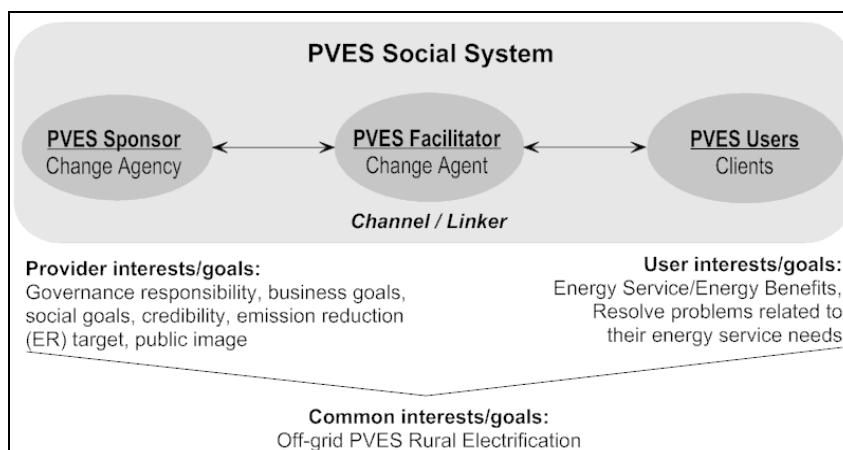 PVES Social System
PVES Sponsor
Change Agency
PVES Facilitator
Change Agent
PVES Users
Clients
Channel / Linker
Provider interests/goals:
Governance responsibility, business goals,
social goals, credibility, emission reduction
(ER) target, public image
User interests/goals:
Energy Service/Energy Benefits,
Resolve problems related to
their energy service needs
Common interests/goals:
Off-grid PVES Rural Electrification